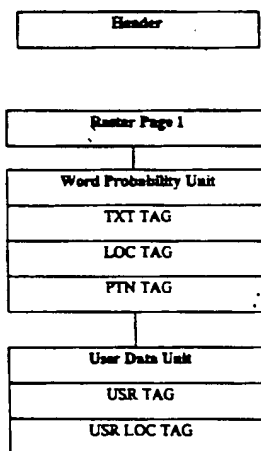 Header
Raster Page 1
Word Probability Unit
TXT TAG
LOC TAG
PTN TAG
User Data Unit
USR TAG
USR LOC TAG